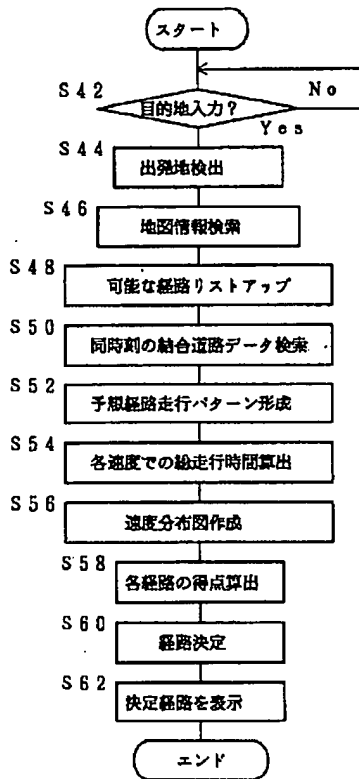 スタート
S42
目的地入力?
No
Yes
S44
出発地検出
S46
地図情報検索
S48
可能な経路リストアップ
S50
同時刻の結合道路データ検索
S52
予想経路走行パターン形成
S54
各速度での総走行時間算出
S56
速度分布図作成
S58
各経路の得点算出
S60
経路決定
S62
決定経路を表示
エンド